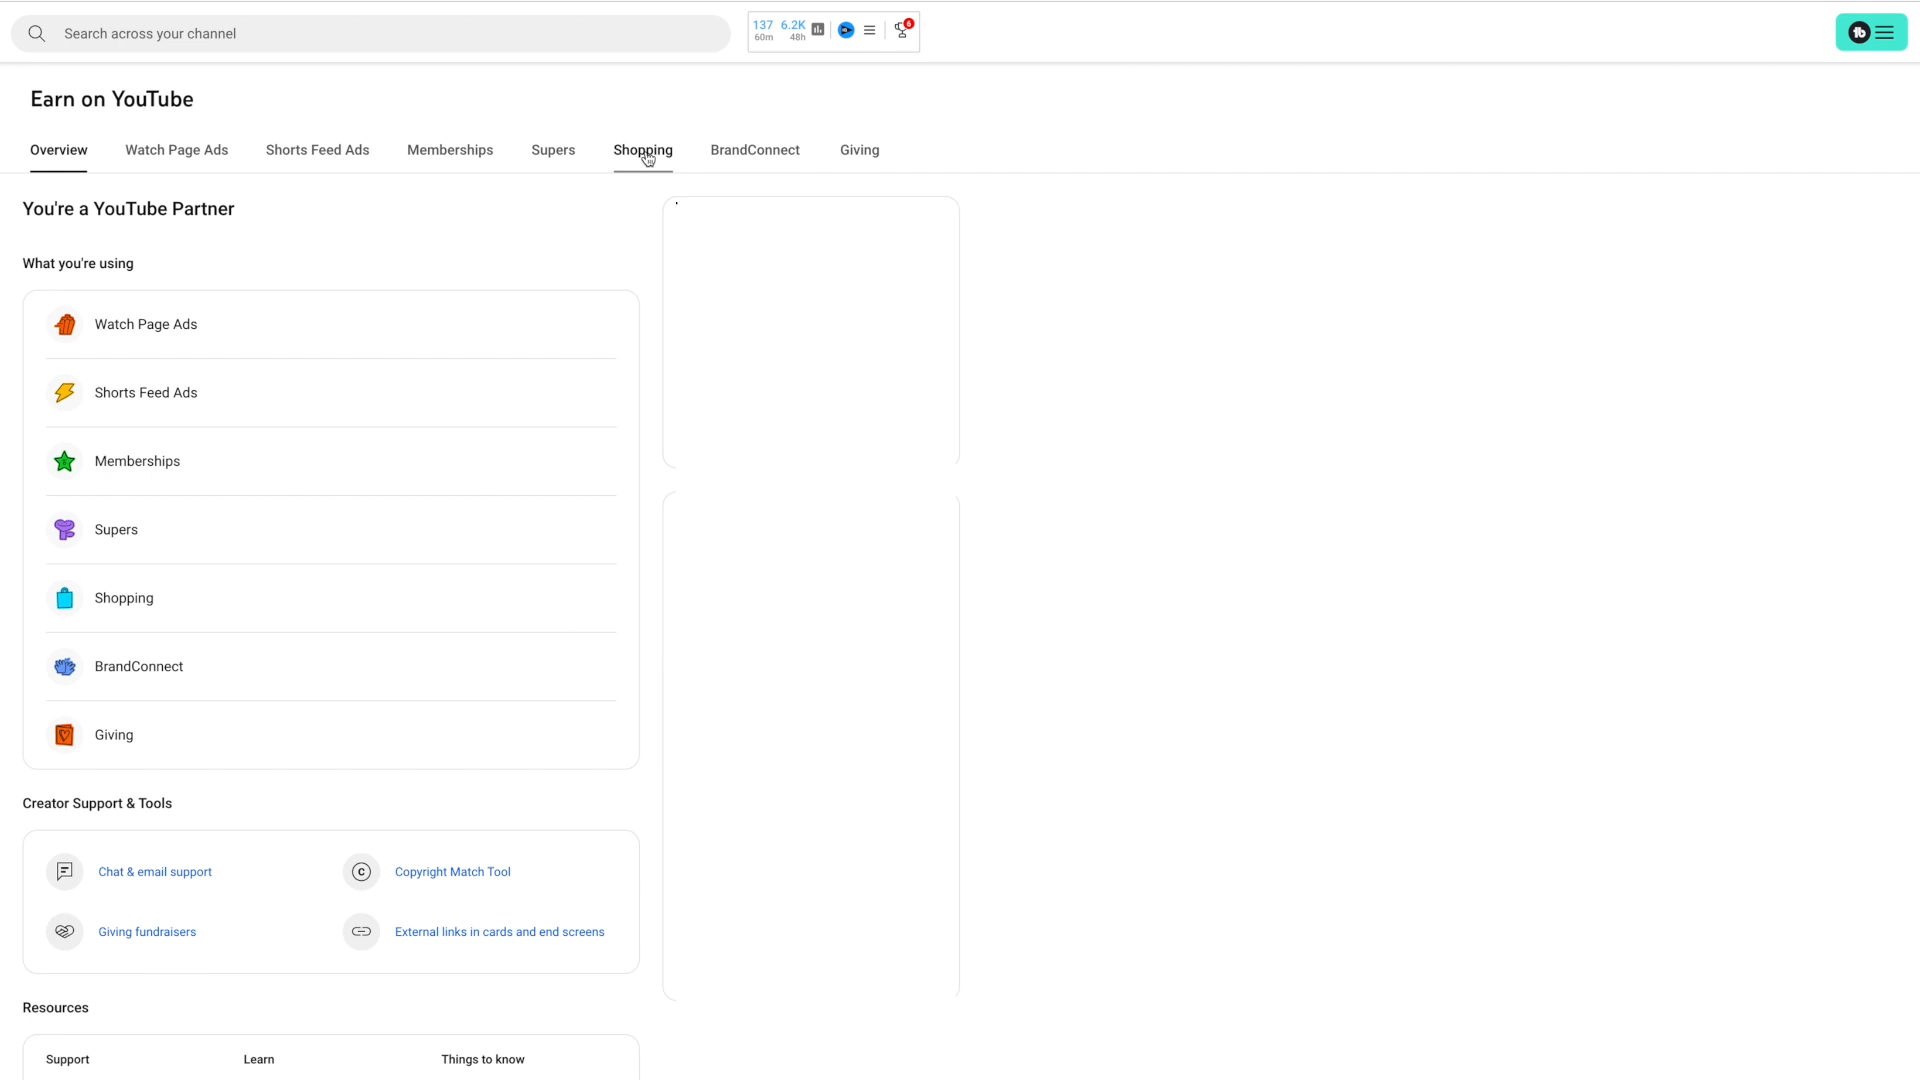 Search across your channel
137 6.2K
60m 48h
6
Earn on YouTube
Overview Watch Page Ads Shorts Feed Ads Memberships Supers Shopping BrandConnect Giving
You're a YouTube Partner
What you're using
Watch Page Ads
Shorts Feed Ads
Memberships
Supers
Shopping
BrandConnect
Giving
Creator Support & Tools
Chat & email support
Copyright Match Tool
Giving fundraisers
External links in cards and end screens
Resources
Support Learn Things to know